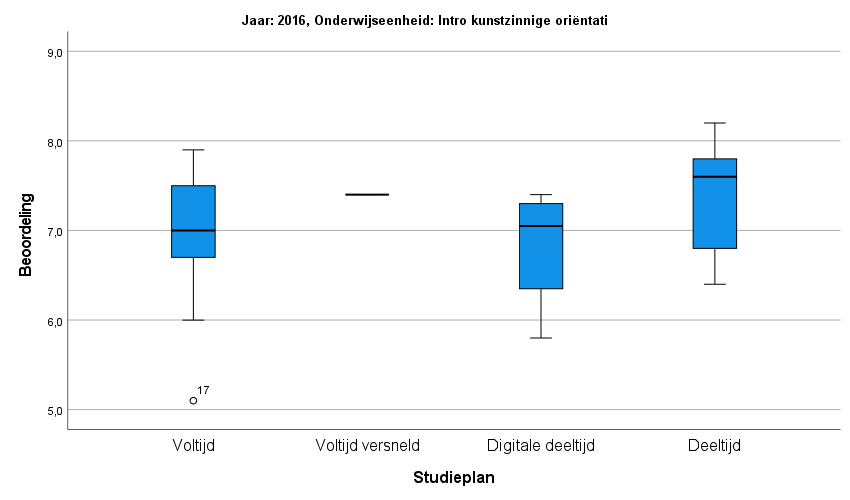 Jaar: 2016, Onderwijseenheid: Intro kunstzinnige oriëntati
9,0
8,0
7,0
6,0
5,0
Beoordeling
17
Voltijd
Voltijd versneld
Digitale deeltijd
Deeltijd
Studieplan